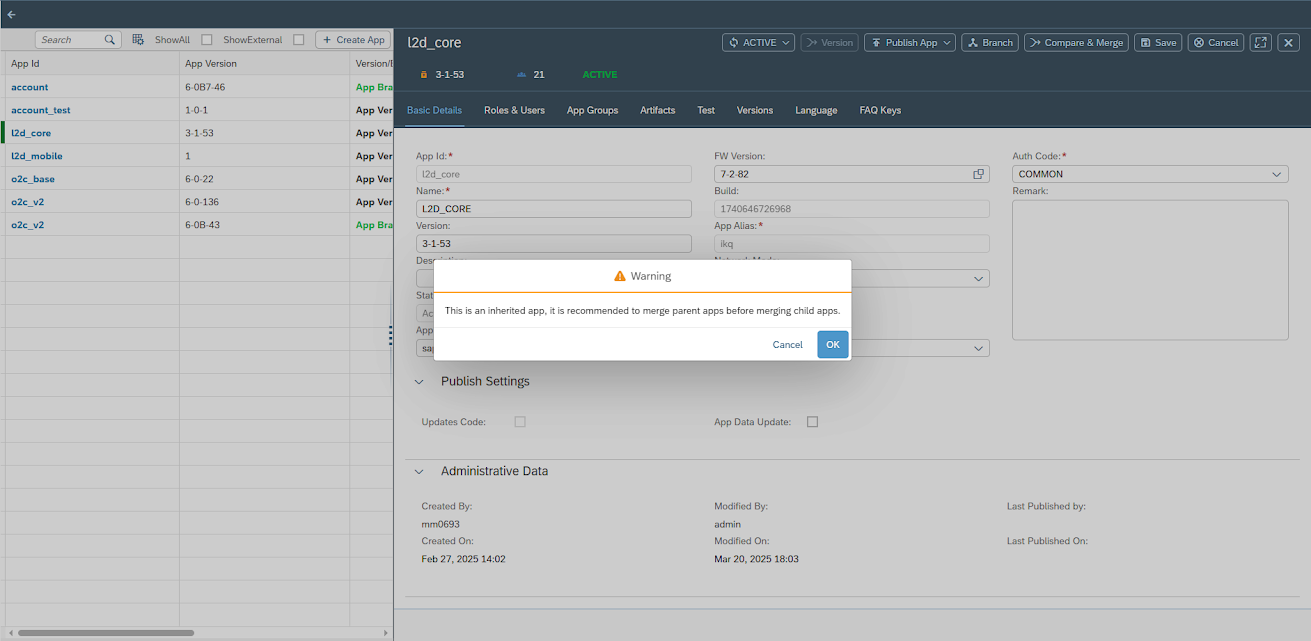 Search
ShowAll
ShowExternal
+ Create App
App Id
App Version
Version/B
account
6-0B7-46
App Bra
account_test
1-0-1
App Ver
l2d_core
3-1-53
App Ver
l2d_mobile
1
App Ver
o2c_base
6-0-22
App Ver
o2c_v2
6-0-136
App Ver
o2c_v2
6-0B-43
App Bra
l2d_core
ACTIVE
Version
Publish App
Branch
Compare & Merge
Save
Cancel
3-1-53
21
ACTIVE
Basic Details
Roles & Users
App Groups
Artifacts
Test
Versions
Language
FAQ Keys
App Id:*
l2d_core
FW Version:
7-2-82
Auth Code:*
COMMON
Name:*
L2D_CORE
Build:
1740646726968
Remark:
Version:
3-1-53
App Alias:*
ikq
Warning
This is an inherited app, it is recommended to merge parent apps before merging child apps.
Cancel
OK
Stat
Ac
App
sap
Publish Settings
Updates Code:
App Data Update:
Administrative Data
Created By:
mm0693
Modified By:
admin
Last Published by:
Created On:
Feb 27, 2025 14:02
Modified On:
Mar 20, 2025 18:03
Last Published On: